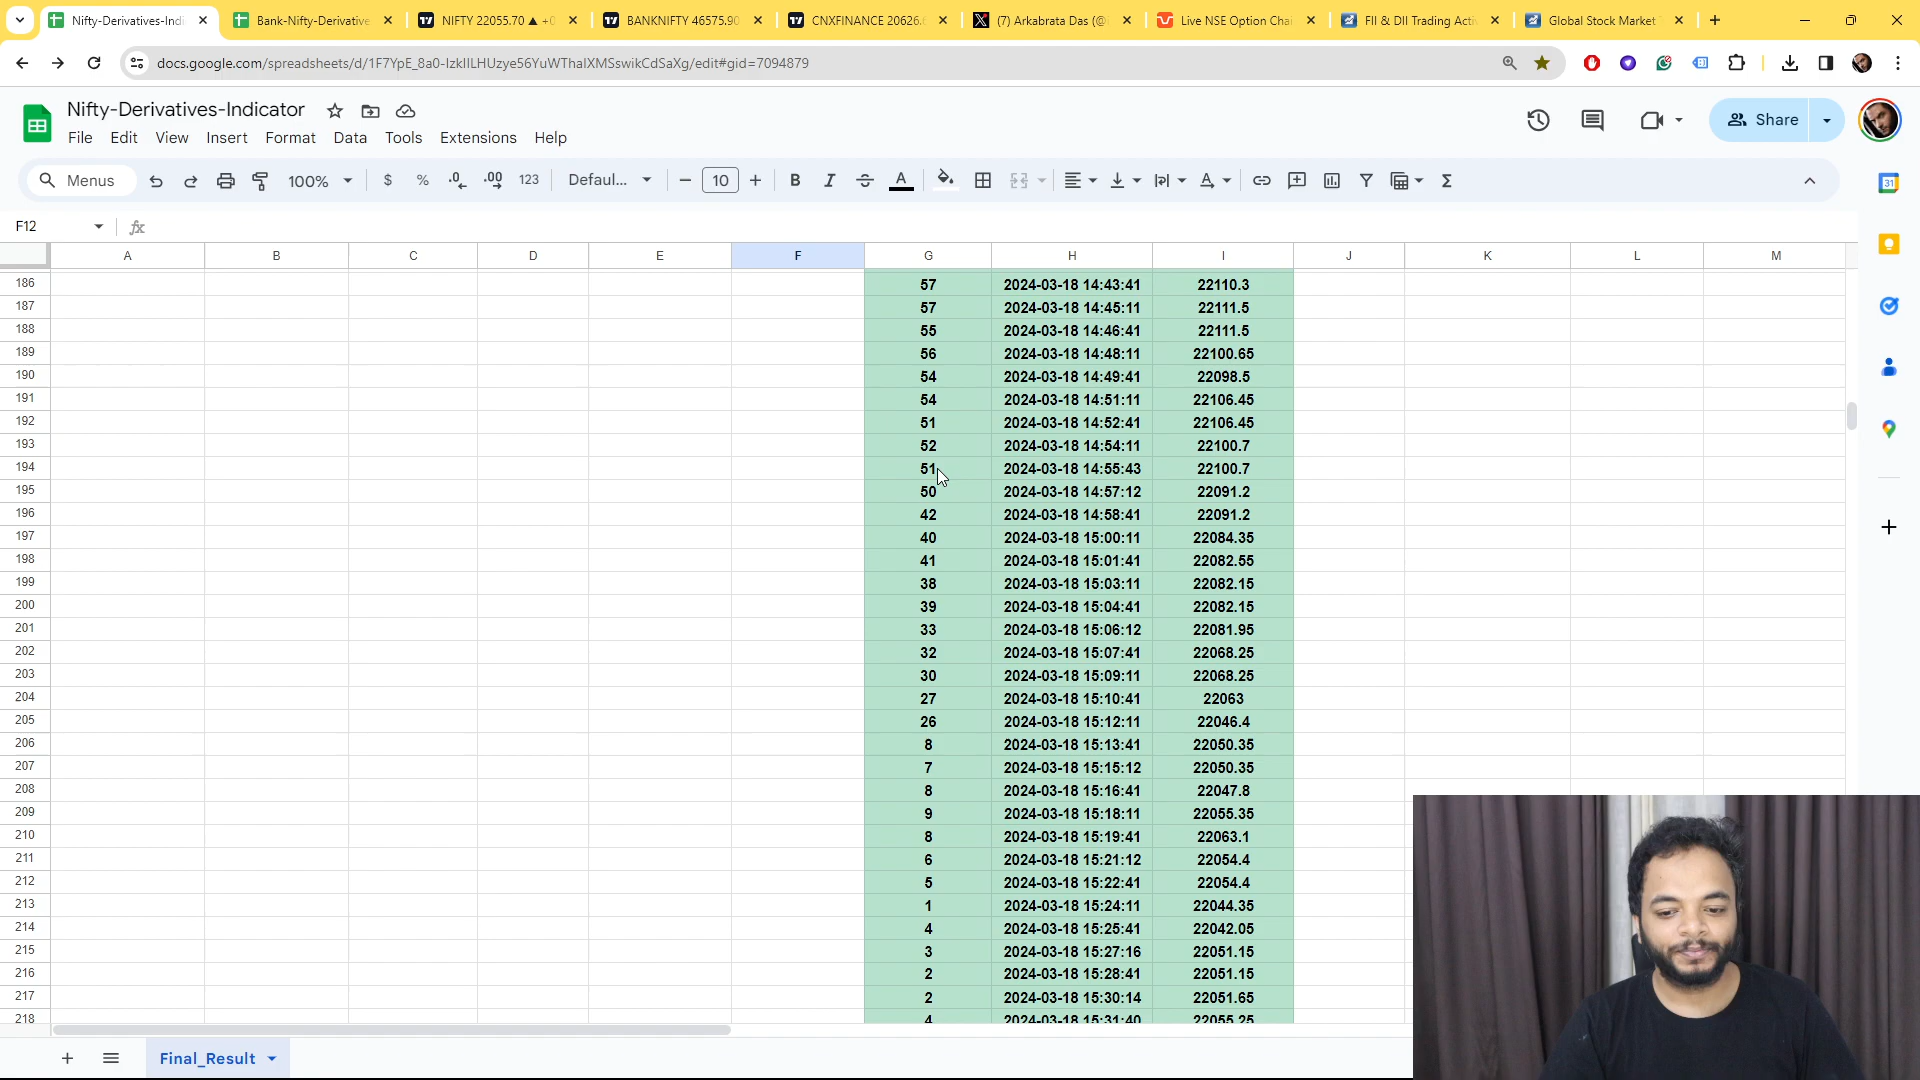 Nifty-Derivatives-Indi
Bank-Nifty-Derivative
NIFTY 22055.70 ▲ +0
BANKNIFTY 46575.90
CNXFINANCE 20626.
(7) Arkabrata Das (@
Live NSE Option Chai
FII & DII Trading Acti
Global Stock Market
docs.google.com/spreadsheets/d/1F7YpE_8a0-IzkIILHUzye56YuWThaIXMSswikCdSaXg/edit#gid=7094879
Nifty-Derivatives-Indicator
File Edit View Insert Format Data Tools Extensions Help
Share
Menus
100%
$ % .0 .00 123
Defaul...
10
B I A
F12
A B C D E F G H I J K L M
186 57 2024-03-18 14:43:41 22110.3
187 57 2024-03-18 14:45:11 22111.5
188 55 2024-03-18 14:46:41 22111.5
189 56 2024-03-18 14:48:11 22100.65
190 54 2024-03-18 14:49:41 22098.5
191 54 2024-03-18 14:51:11 22106.45
192 51 2024-03-18 14:52:41 22106.45
193 52 2024-03-18 14:54:11 22100.7
194 51 2024-03-18 14:55:43 22100.7
195 50 2024-03-18 14:57:12 22091.2
196 42 2024-03-18 14:58:41 22091.2
197 40 2024-03-18 15:00:11 22084.35
198 41 2024-03-18 15:01:41 22082.55
199 38 2024-03-18 15:03:11 22082.15
200 39 2024-03-18 15:04:41 22082.15
201 33 2024-03-18 15:06:12 22081.95
202 32 2024-03-18 15:07:41 22068.25
203 30 2024-03-18 15:09:11 22068.25
204 27 2024-03-18 15:10:41 22063
205 26 2024-03-18 15:12:11 22046.4
206 8 2024-03-18 15:13:41 22050.35
207 7 2024-03-18 15:15:12 22050.35
208 8 2024-03-18 15:16:41 22047.8
209 9 2024-03-18 15:18:11 22055.35
210 8 2024-03-18 15:19:41 22063.1
211 6 2024-03-18 15:21:12 22054.4
212 5 2024-03-18 15:22:41 22054.4
213 1 2024-03-18 15:24:11 22044.35
214 4 2024-03-18 15:25:41 22042.05
215 3 2024-03-18 15:27:16 22051.15
216 2 2024-03-18 15:28:41 22051.15
217 2 2024-03-18 15:30:14 22051.65
218 4 2024-03-18 15:31:40 22055.25
Final_Result